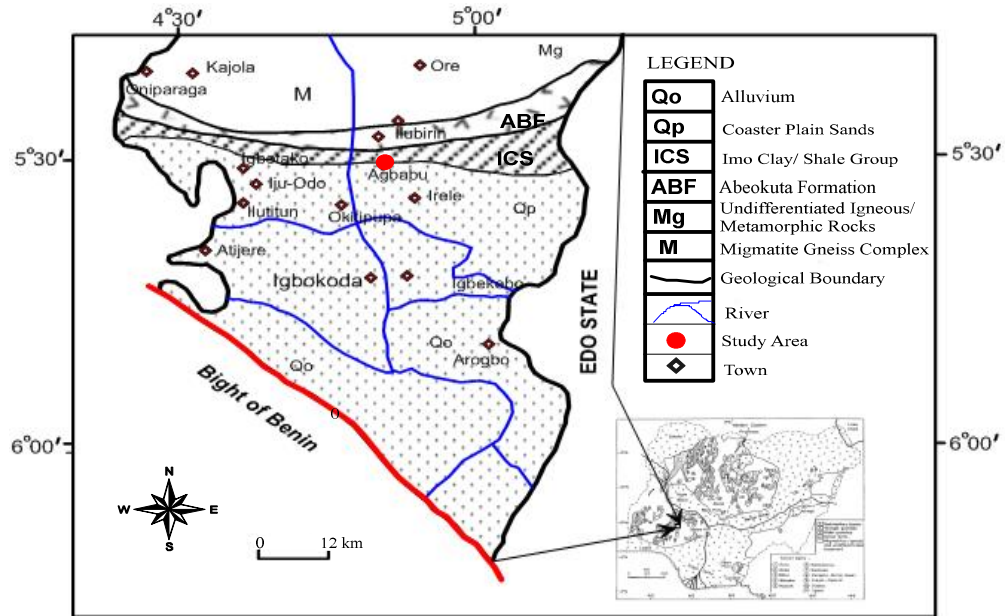 4°30' 5°00'
Mg
Kajola
Ore
Oniparaga
M
ABF
Ilubirin
ICS
5°30' 5°30'
Igbotako
Agbabu
Iju-Odo
Irele
Ilutitun
Okitipupa
Qp
Atijere
Igbokoda
Igbekebo
Qo
Arogbo
Qo
EDO STATE
Bight of Benin
0
6°00' 6°00'
N
W E
S
0 12 km
LEGEND
Qo Alluvium
Qp Coaster Plain Sands
ICS Imo Clay/ Shale Group
ABF Abeokuta Formation
Mg Undifferentiated Igneous/
Metamorphic Rocks
M Migmatite Gneiss Complex
Geological Boundary
River
Study Area
Town